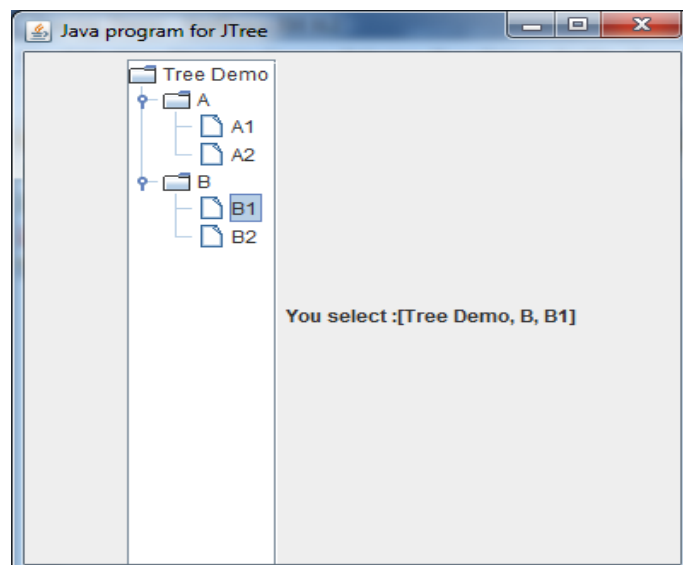 Java program for JTree
Tree Demo
A
A1
A2
B
B1
B2
You select :[Tree Demo, B, B1]